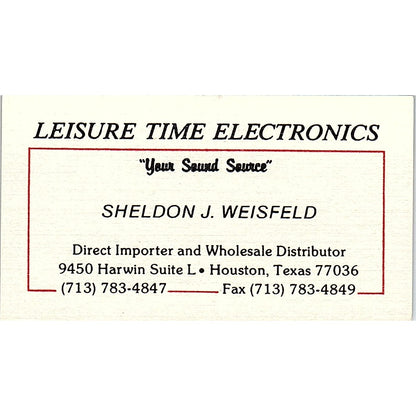 LEISURE TIME ELECTRONICS
"Your Sound Source"
SHELDON J. WEISFELD
Direct Importer and Wholesale Distributor
9450 Harwin Suite L • Houston, Texas 77036
(713) 783-4847 Fax (713) 783-4849